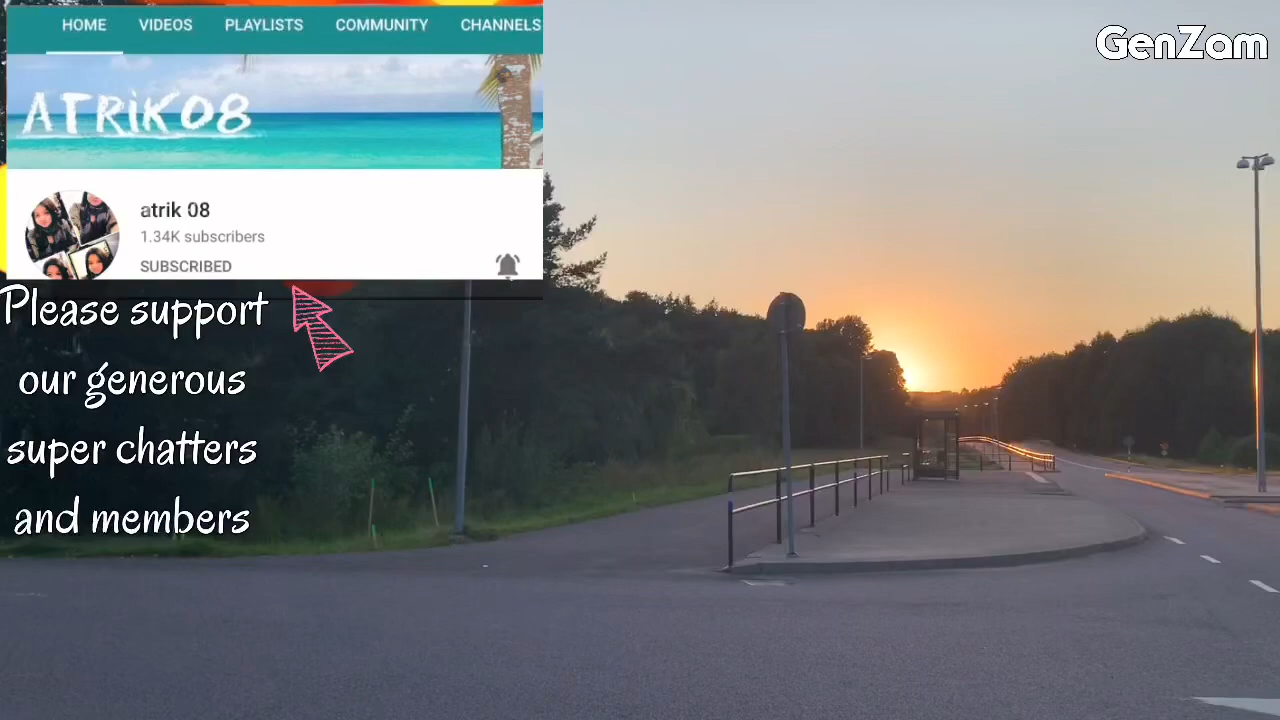 HOME VIDEOS PLAYLISTS COMMUNITY CHANNELS
GenZam
ATRiK08
atrik 08
1.34K subscribers
SUBSCRIBED
Please support
our generous
super chatters
and members